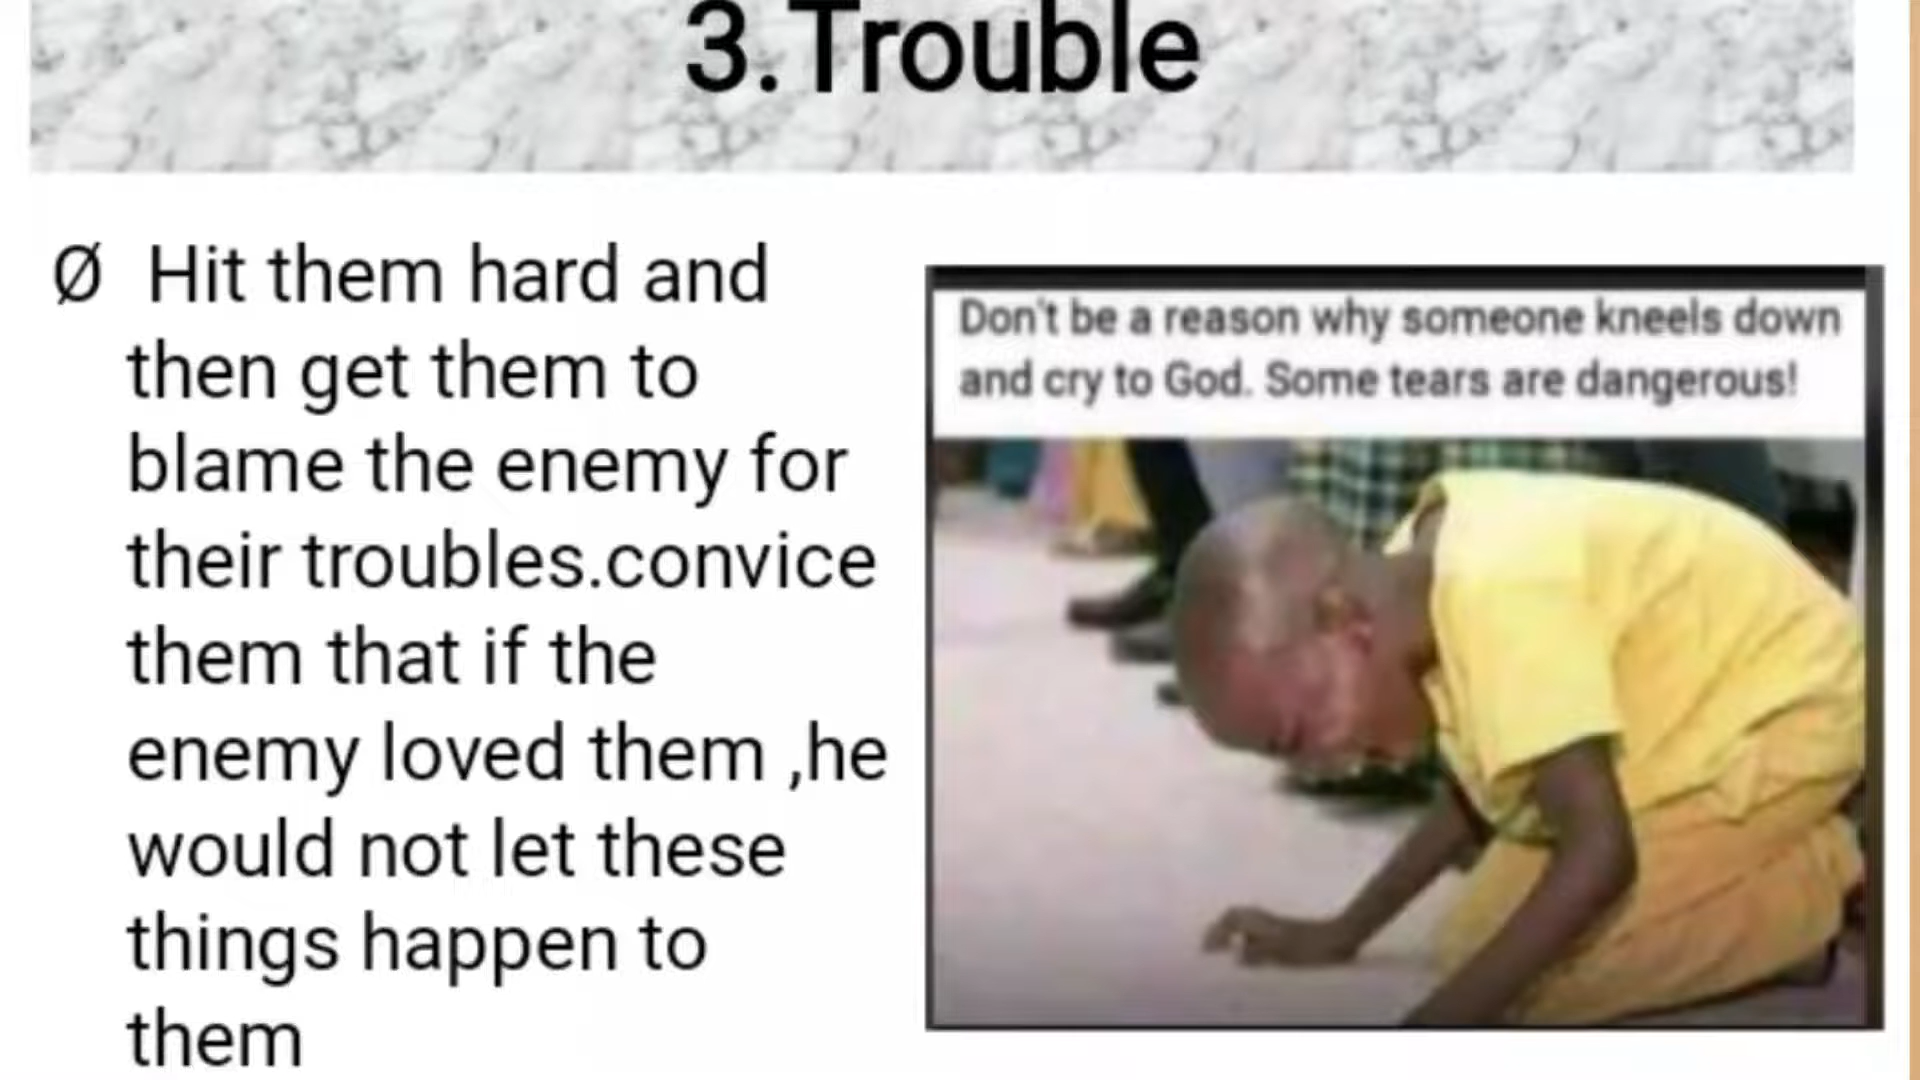 3.Trouble
Ø Hit them hard and
then get them to
blame the enemy for
their troubles.convice
them that if the
enemy loved them ,he
would not let these
things happen to
them
Don't be a reason why someone kneels down
and cry to God. Some tears are dangerous!